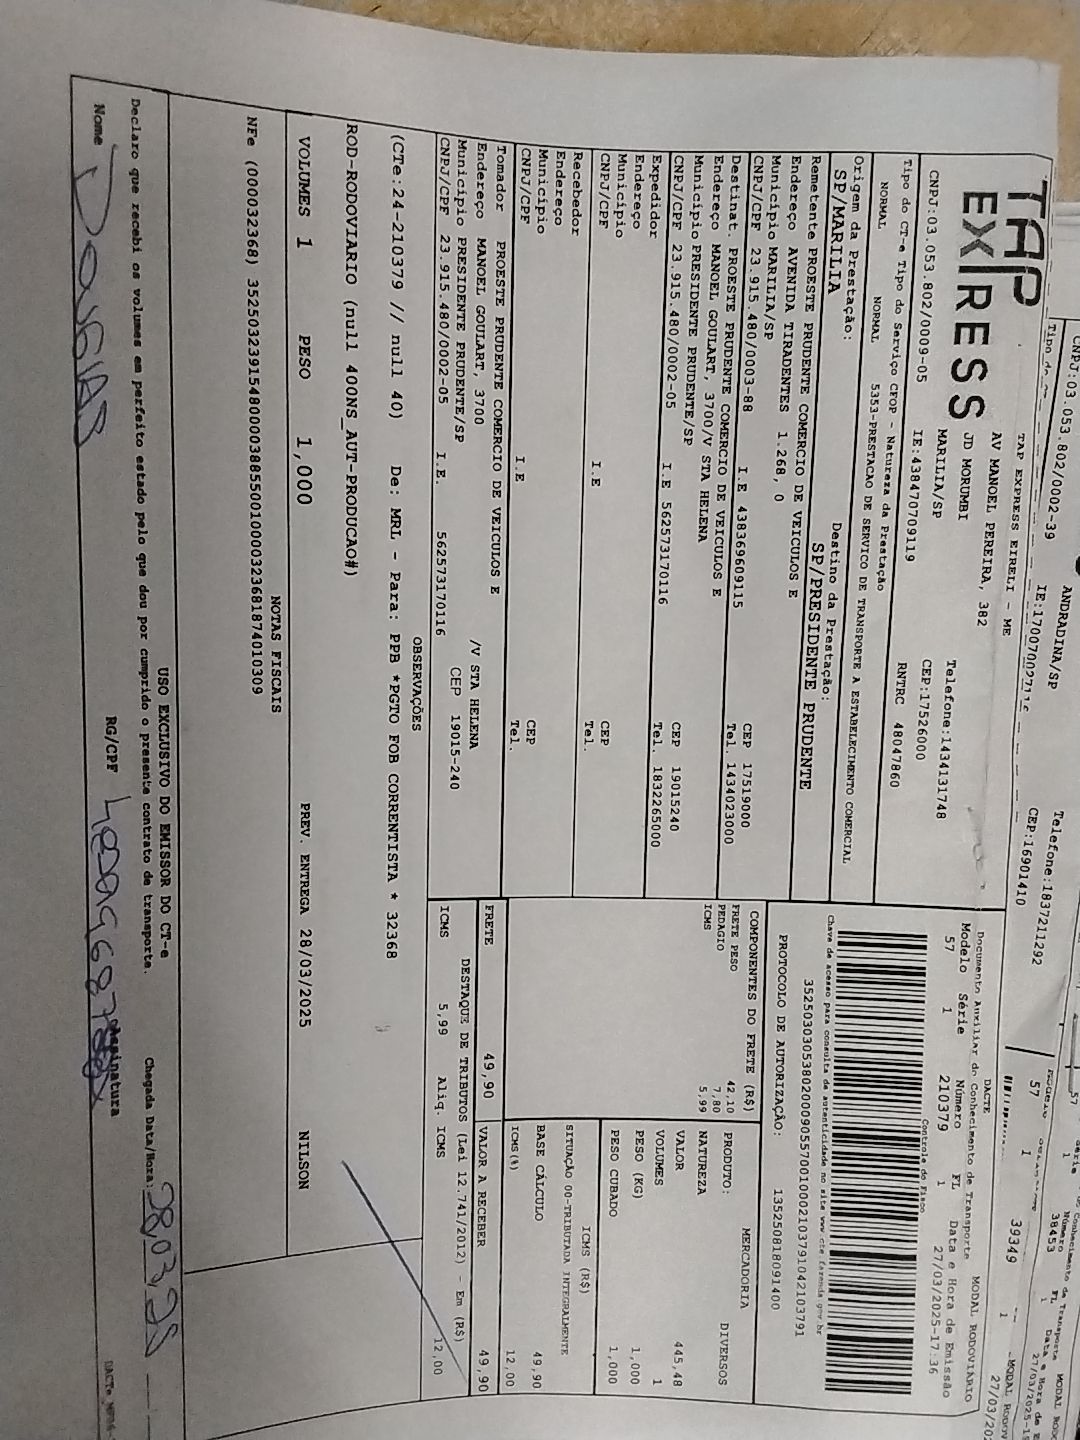 CNPJ:03.053.802/0002-39
ANDRADINA/SP
IE:170070027116
Telefone:1837211292
CEP:16901410
57 1 38453 1
57 1 39349 1
27/03/2025-
TAP EXPRESS
TAP EXPRESS EIRELI - ME
AV MANOEL PEREIRA, 382
JD MORUMBI
MARILIA/SP
CNPJ:03.053.802/0009-05 IE:438470709119
Telefone:1434131748
CEP:17526000
RNTRC 48047860
Tipo do CT-e Tipo do Serviço CFOP - Natureza da Prestação
NORMAL NORMAL 5353-PRESTACAO DE SERVICO DE TRANSPORTE A ESTABELECIMENTO COMERCIAL
DACTE MODAL RODOVIARIO
Documento Auxiliar do Conhecimento de Transporte
Modelo Série Número FL Data e Hora de Emissão
57 1 210379 1 27/03/2025-17:36
Controle do Fisco
Chave de acesso para consulta de autenticidade no site www.cte.fazenda.gov.br
35250303053802000905570010002103791042103791
PROTOCOLO DE AUTORIZAÇÃO: 135250818091400
Origem da Prestação: Destino da Prestação:
SP/MARILIA SP/PRESIDENTE PRUDENTE
Remetente PROESTE PRUDENTE COMERCIO DE VEICULOS E
Endereço AVENIDA TIRADENTES 1.268, 0
Município MARILIA/SP CEP 17519000
CNPJ/CPF 23.915.480/0003-88 I.E 438369609115 Tel. 1434023000
Destinat. PROESTE PRUDENTE COMERCIO DE VEICULOS E
Endereço MANOEL GOULART, 3700/V STA HELENA
Município PRESIDENTE PRUDENTE/SP CEP 19015240
CNPJ/CPF 23.915.480/0002-05 I.E 562573170116 Tel. 1832265000
Expedidor
Endereço
Município CEP
CNPJ/CPF I.E Tel.
Recebedor
Endereço
Município CEP
CNPJ/CPF I.E Tel.
Tomador PROESTE PRUDENTE COMERCIO DE VEICULOS E
Endereço MANOEL GOULART, 3700 /V STA HELENA
Município PRESIDENTE PRUDENTE/SP CEP 19015-240
CNPJ/CPF 23.915.480/0002-05 I.E. 562573170116
COMPONENTES DO FRETE (R$)
FRETE PESO 42,10
PEDAGIO 7,80
ICMS 5,99
PRODUTO: MERCADORIA
NATUREZA DIVERSOS
VALOR 445,48
VOLUMES 1
PESO (KG) 1,000
PESO CUBADO 1,000
ICMS (R$)
SITUAÇÃO 00-TRIBUTADA INTEGRALMENTE
BASE CÁLCULO 49,90
ICMS(%) 12,00
FRETE 49,90 VALOR A RECEBER 49,90
DESTAQUE DE TRIBUTOS (Lei 12.741/2012) - Em (R$)
ICMS 5,99 Aliq. ICMS 12,00
OBSERVAÇÕES
(CTe:24-210379 // null 40) De: MRL - Para: PPB *PGTO FOB CORRENTISTA * 32368
ROD-RODOVIARIO (null 400NS_AUT-PRODUCAO#)
VOLUMES 1 PESO 1,000 PREV. ENTREGA 28/03/2025 NILSON
NOTAS FISCAIS
NFe (000032368) 35250323915480000388550010000323681874010309
USO EXCLUSIVO DO EMISSOR DO CT-e
Declaro que recebi os volumes em perfeito estado pelo que dou por cumprido o presente contrato de transporte.
Chegada Data/Hora: 28,03,25
Nome DOUGLAS RG/CPF Assinatura